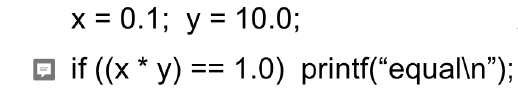 x = 0.1;  y = 10.0;
if ((x * y) == 1.0)  printf(“equal\n”);